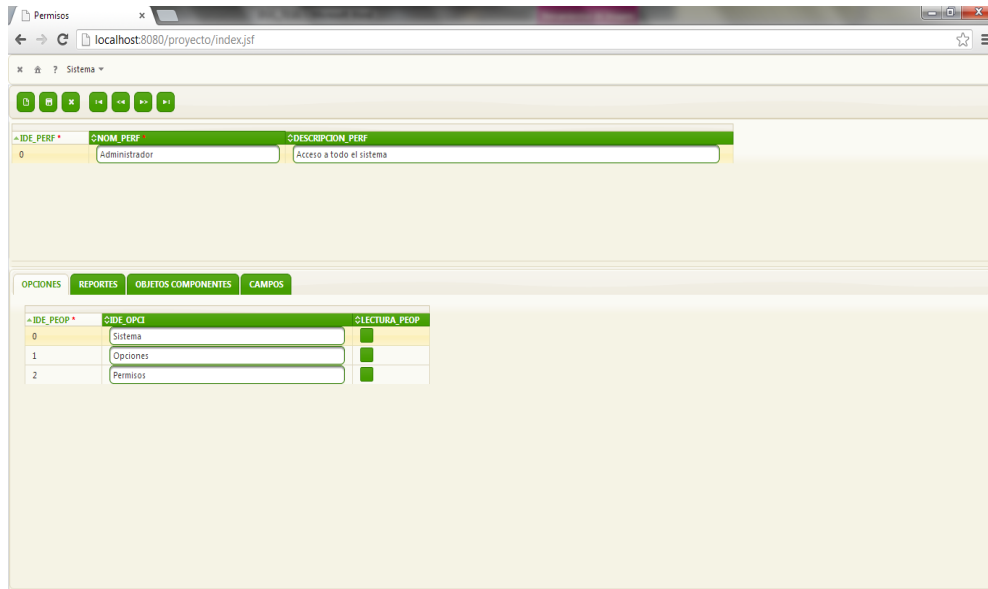 Permisos
localhost:8080/proyecto/index.jsf
? Sistema
IDE_PERF * NOM_PERF * DESCRIPCION_PERF
0 Administrador Acceso a todo el sistema
OPCIONES REPORTES OBJETOS COMPONENTES CAMPOS
IDE_PEOP * IDE_OPCI LECTURA_PEOP
0 Sistema
1 Opciones
2 Permisos